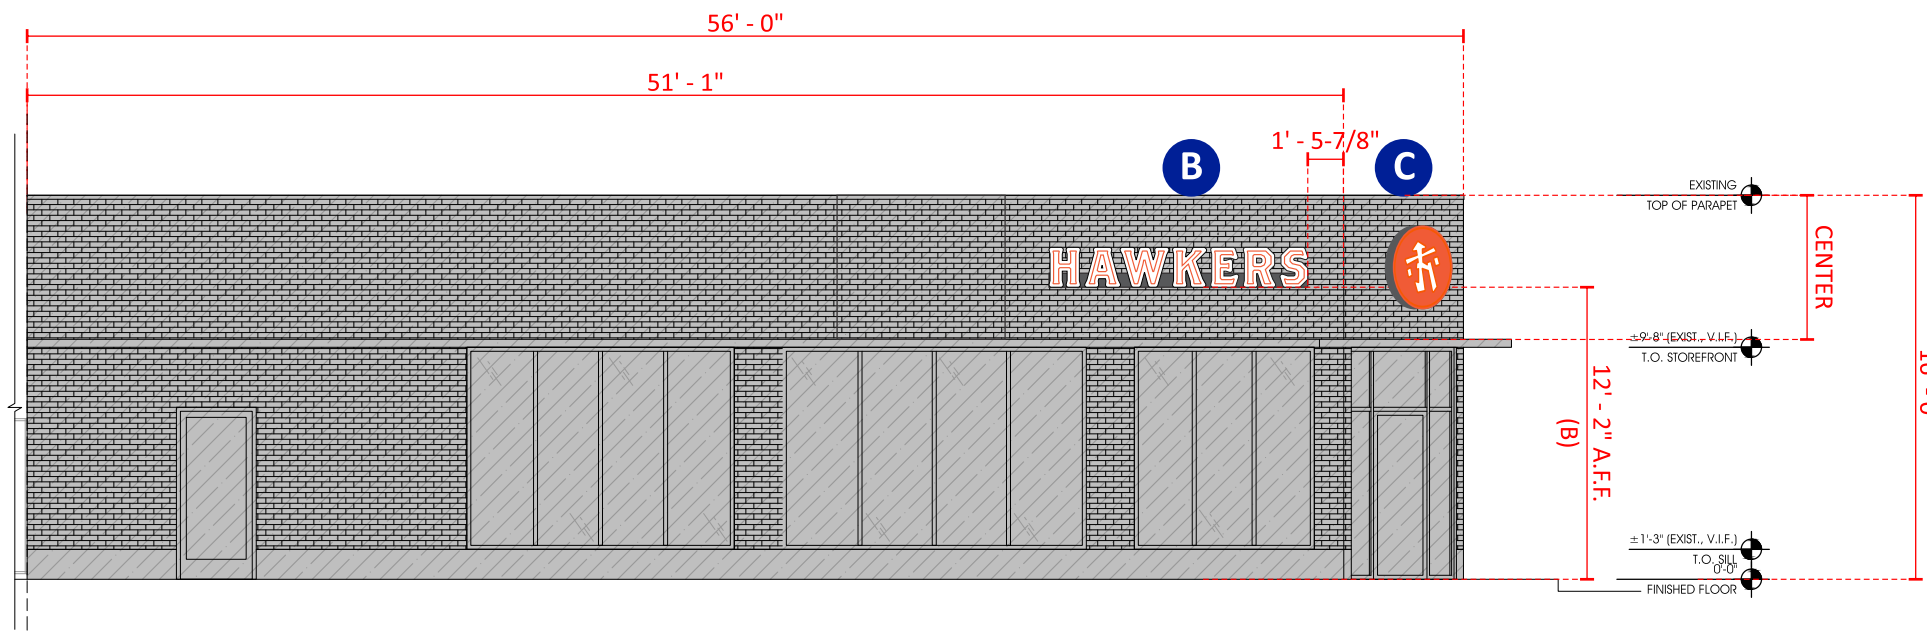 56' - 0"
51' - 1"
1' - 5-7/8"
B
C
EXISTING
TOP OF PARAPET
HAWKERS
CENTER
±9'-8" (EXIST., V.I.F.)
T.O. STOREFRONT
12' - 2" A.F.F.
(B)
±1'-3" (EXIST., V.I.F.)
T.O. SILL
0'-0"
FINISHED FLOOR